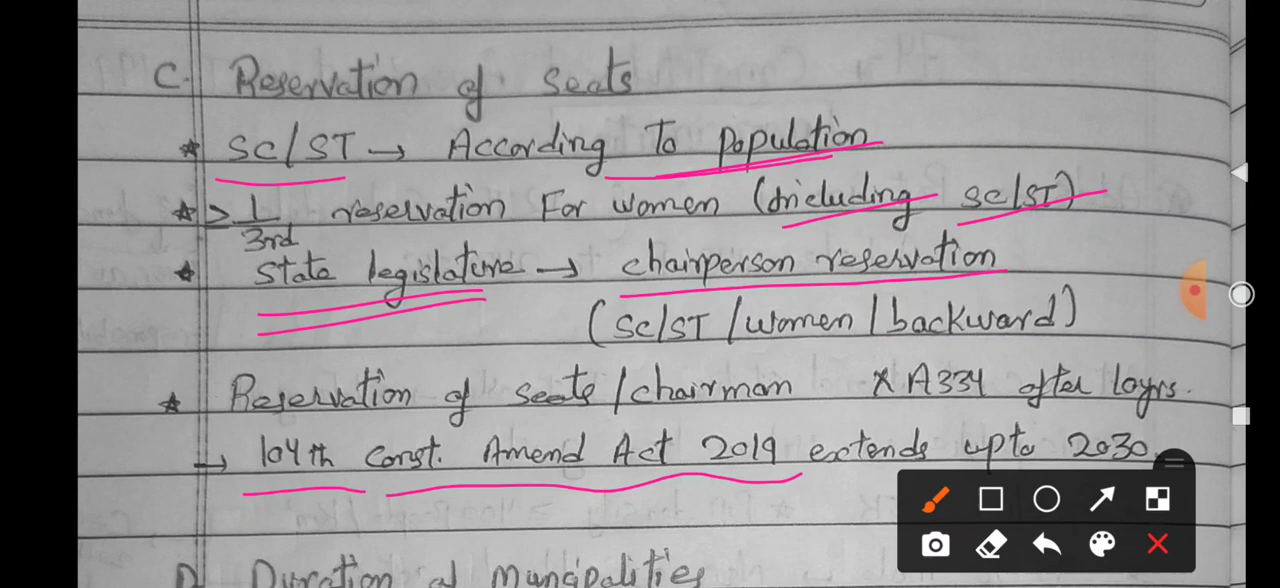 C. Reservation of seats
* SC/ST → According To population
* ≥ 1/3rd reservation For women (including SC/ST)
* State legislature → chairperson reservation
(SC/ST/women/backward)
* Reservation of seats/chairman X A334 after 10yrs.
→ 104th Const. Amend Act 2019 extends upto 2030.
D. Duration of muncipalities